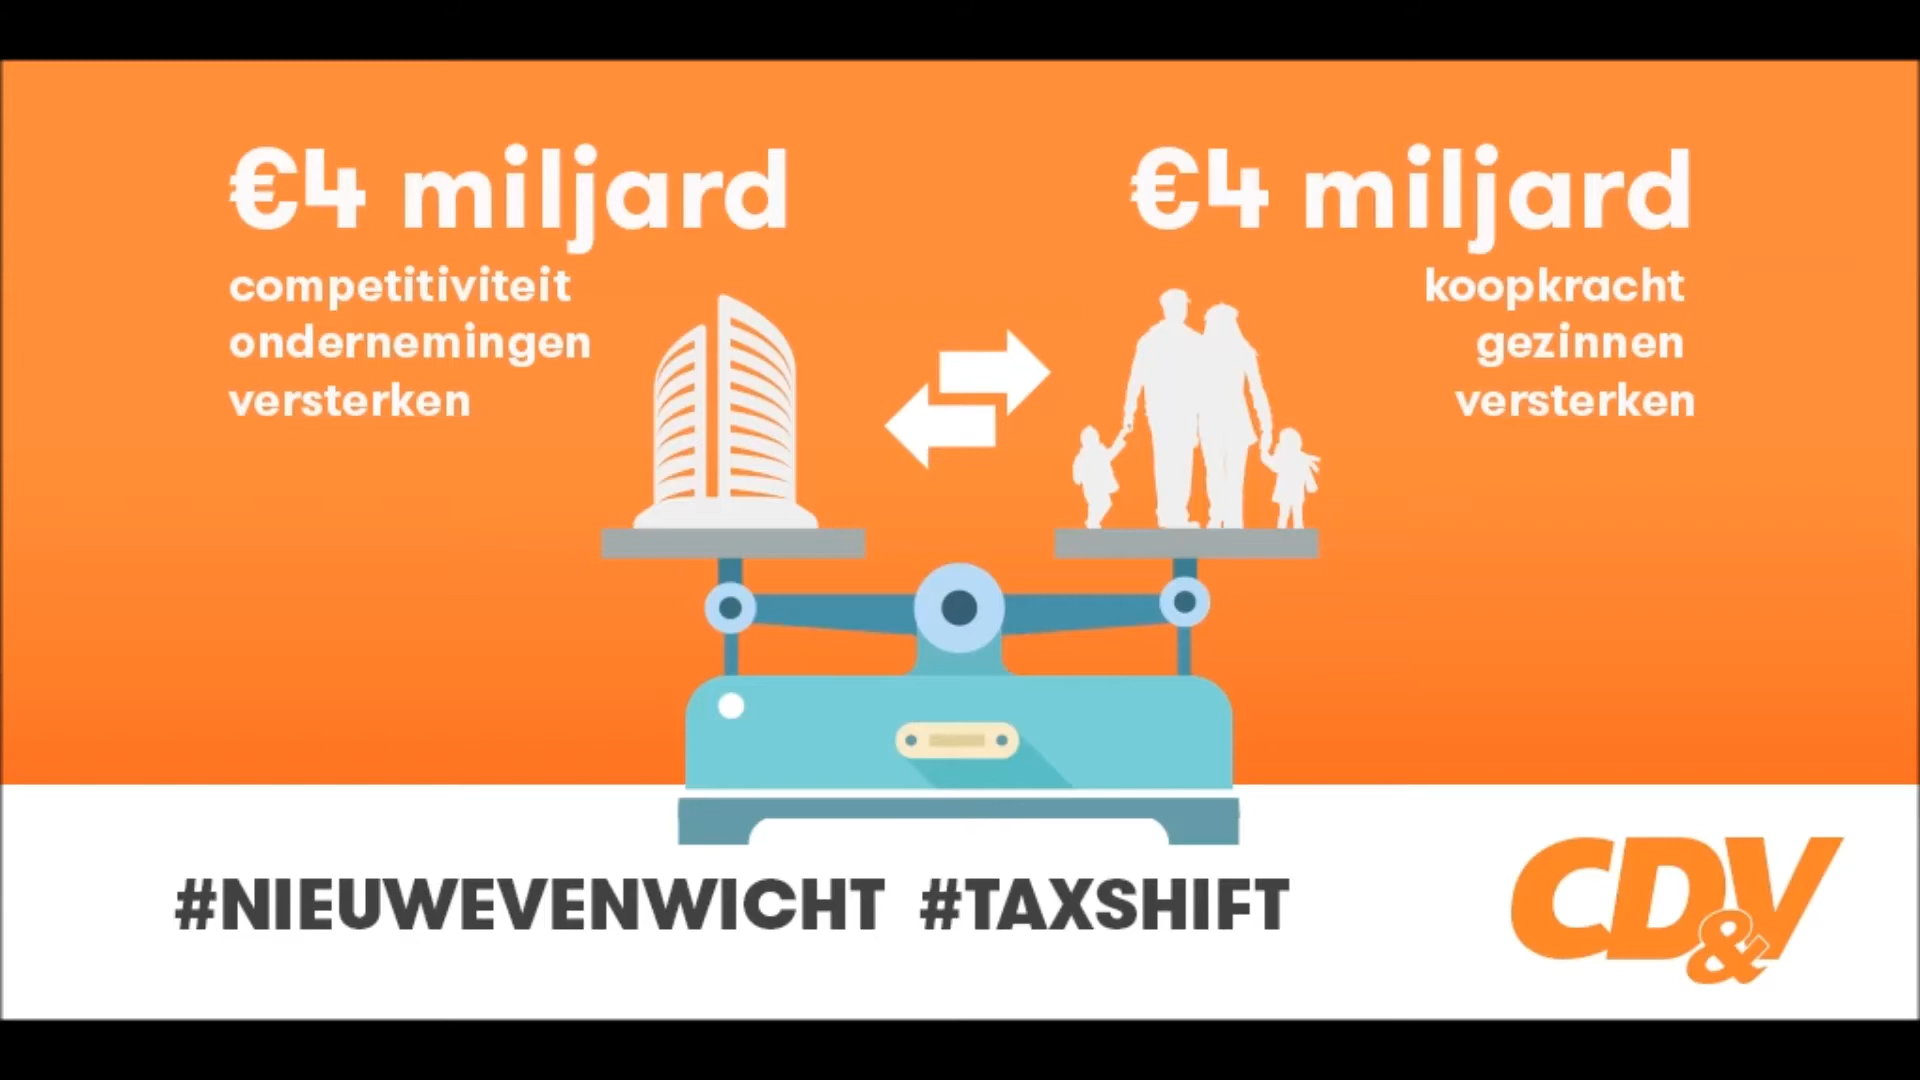 €4 miljard
competitiviteit
ondernemingen
versterken
€4 miljard
koopkracht
gezinnen
versterken
#NIEUWEVENWICHT #TAXSHIFT
CD&V